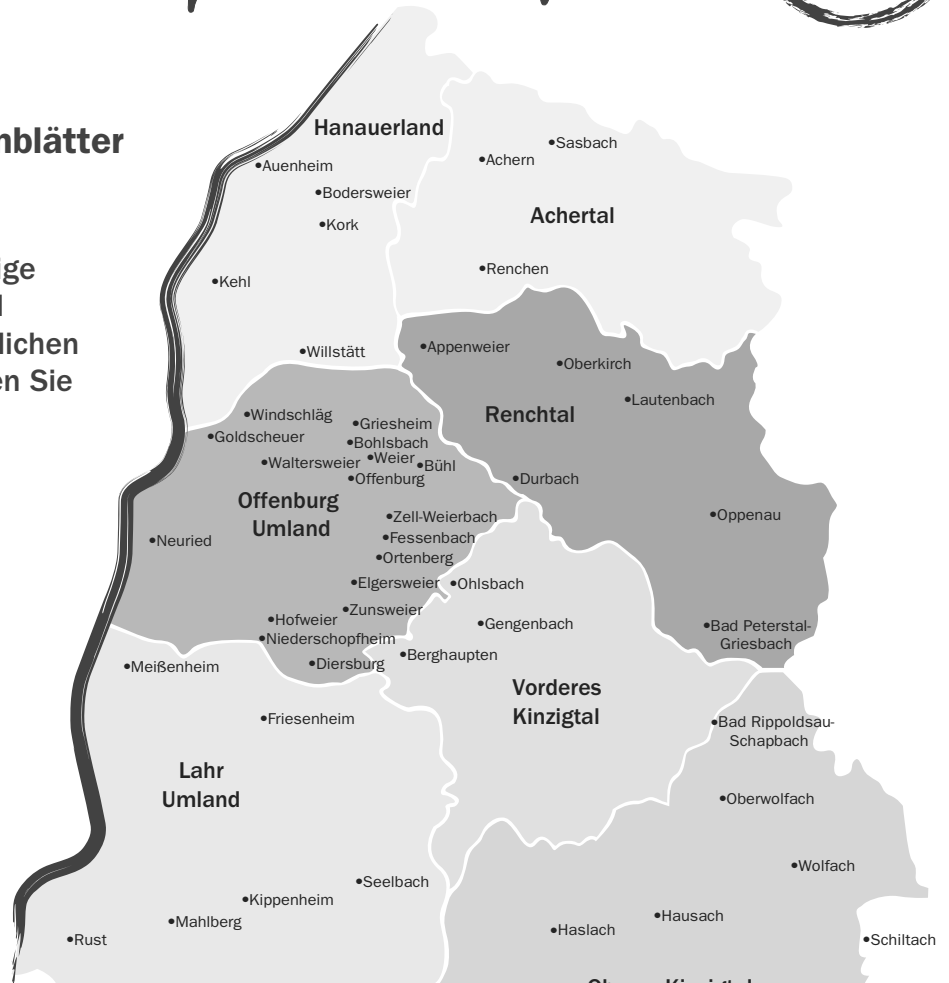 nblätter
ige
lichen
en Sie
Hanauerland
•Auenheim
•Bodersweier
•Kork
•Kehl
•Willstätt
•Sasbach
•Achern
Achertal
•Renchen
•Appenweier
•Oberkirch
•Lautenbach
Renchtal
•Durbach
•Oppenau
•Bad Peterstal-
Griesbach
•Windschläg
•Goldscheuer
•Griesheim
•Bohlsbach
•Weier
•Bühl
•Waltersweier
•Offenburg
Offenburg
Umland
•Zell-Weierbach
•Fessenbach
•Ortenberg
•Neuried
•Elgersweier
•Zunsweier
•Hofweier
•Niederschopfheim
•Diersburg
•Ohlsbach
•Gengenbach
•Berghaupten
Vorderes
Kinzigtal
•Meißenheim
•Friesenheim
Lahr
Umland
•Seelbach
•Kippenheim
•Mahlberg
•Rust
•Bad Rippoldsau-
Schapbach
•Oberwolfach
•Wolfach
•Hausach
•Haslach
•Schiltach